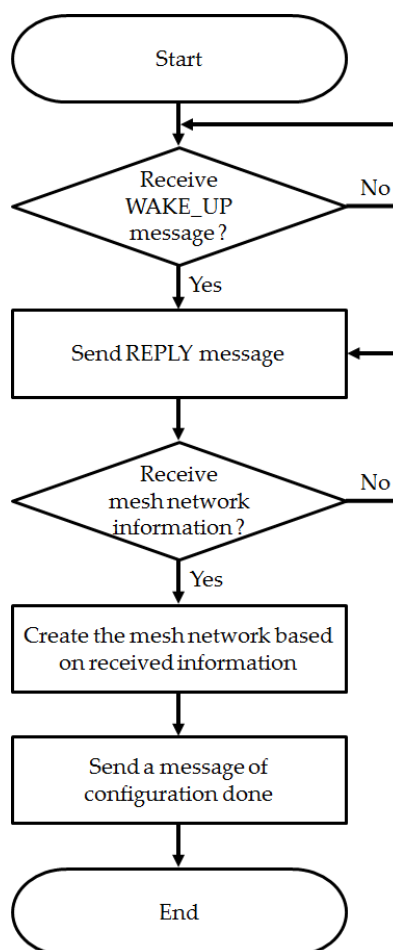 Start
Receive
WAKE_UP
message?
No
Yes
Send REPLY message
Receive
mesh network
information?
No
Yes
Create the mesh network based
on received information
Send a message of
configuration done
End